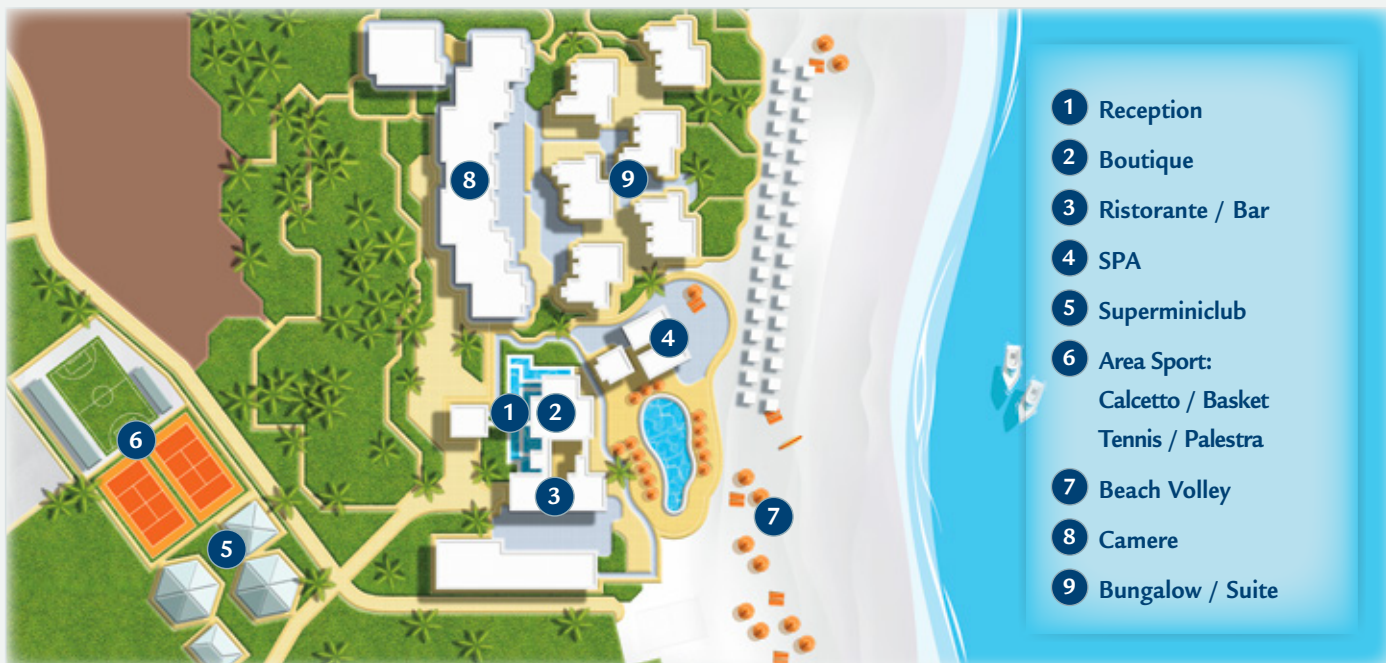 8
9
4
1
2
6
3
7
5
1 Reception
2 Boutique
3 Ristorante / Bar
4 SPA
5 Superminiclub
6 Area Sport:
Calcetto / Basket
Tennis / Palestra
7 Beach Volley
8 Camere
9 Bungalow / Suite